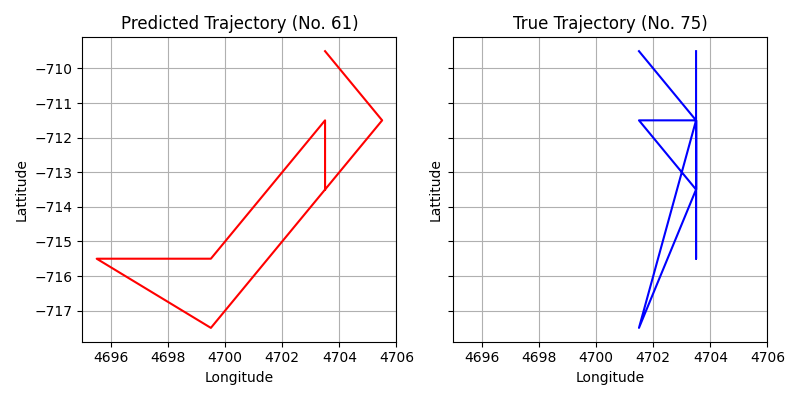 Predicted Trajectory (No. 61)
True Trajectory (No. 75)
Lattitude
−710
−711
−712
−713
−714
−715
−716
−717
4696 4698 4700 4702 4704 4706
Longitude
Lattitude
4696 4698 4700 4702 4704 4706
Longitude